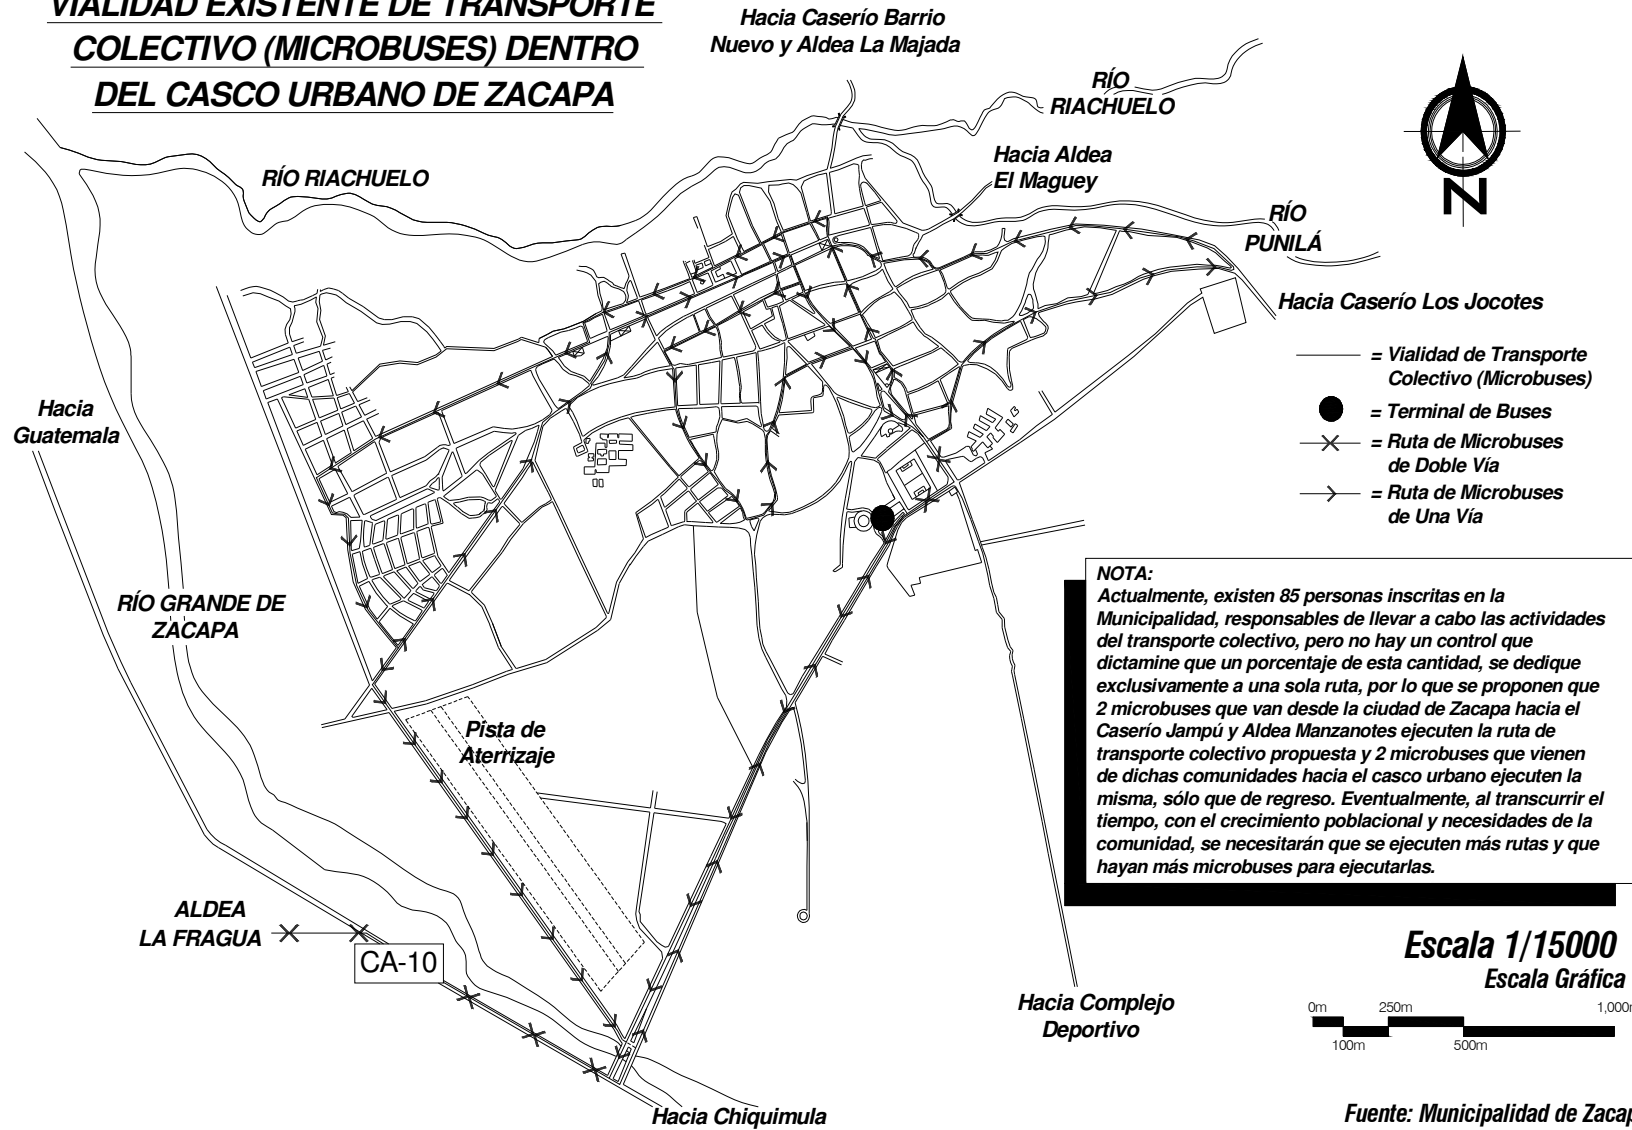 VIALIDAD EXISTENTE DE TRANSPORTE
COLECTIVO (MICROBUSES) DENTRO
DEL CASCO URBANO DE ZACAPA
Hacia Caserío Barrio
Nuevo y Aldea La Majada
RÍO
RIACHUELO
Hacia Aldea
El Maguey
RÍO RIACHUELO
RÍO
PUNILÁ
N
Hacia Caserío Los Jocotes
= Vialidad de Transporte
Colectivo (Microbuses)
= Terminal de Buses
= Ruta de Microbuses
de Doble Vía
= Ruta de Microbuses
de Una Vía
Hacia
Guatemala
RÍO GRANDE DE
ZACAPA
NOTA:
Actualmente, existen 85 personas inscritas en la
Municipalidad, responsables de llevar a cabo las actividades
del transporte colectivo, pero no hay un control que
dictamine que un porcentaje de esta cantidad, se dedique
exclusivamente a una sola ruta, por lo que se proponen que
2 microbuses que van desde la ciudad de Zacapa hacia el
Caserío Jampú y Aldea Manzanotes ejecuten la ruta de
transporte colectivo propuesta y 2 microbuses que vienen
de dichas comunidades hacia el casco urbano ejecuten la
misma, sólo que de regreso. Eventualmente, al transcurrir el
tiempo, con el crecimiento poblacional y necesidades de la
comunidad, se necesitarán que se ejecuten más rutas y que
hayan más microbuses para ejecutarlas.
Pista de
Aterrizaje
ALDEA
LA FRAGUA
CA-10
Hacia Complejo
Deportivo
Hacia Chiquimula
Escala 1/15000
Escala Gráfica
0m 250m 1,000m
100m 500m
Fuente: Municipalidad de Zacap